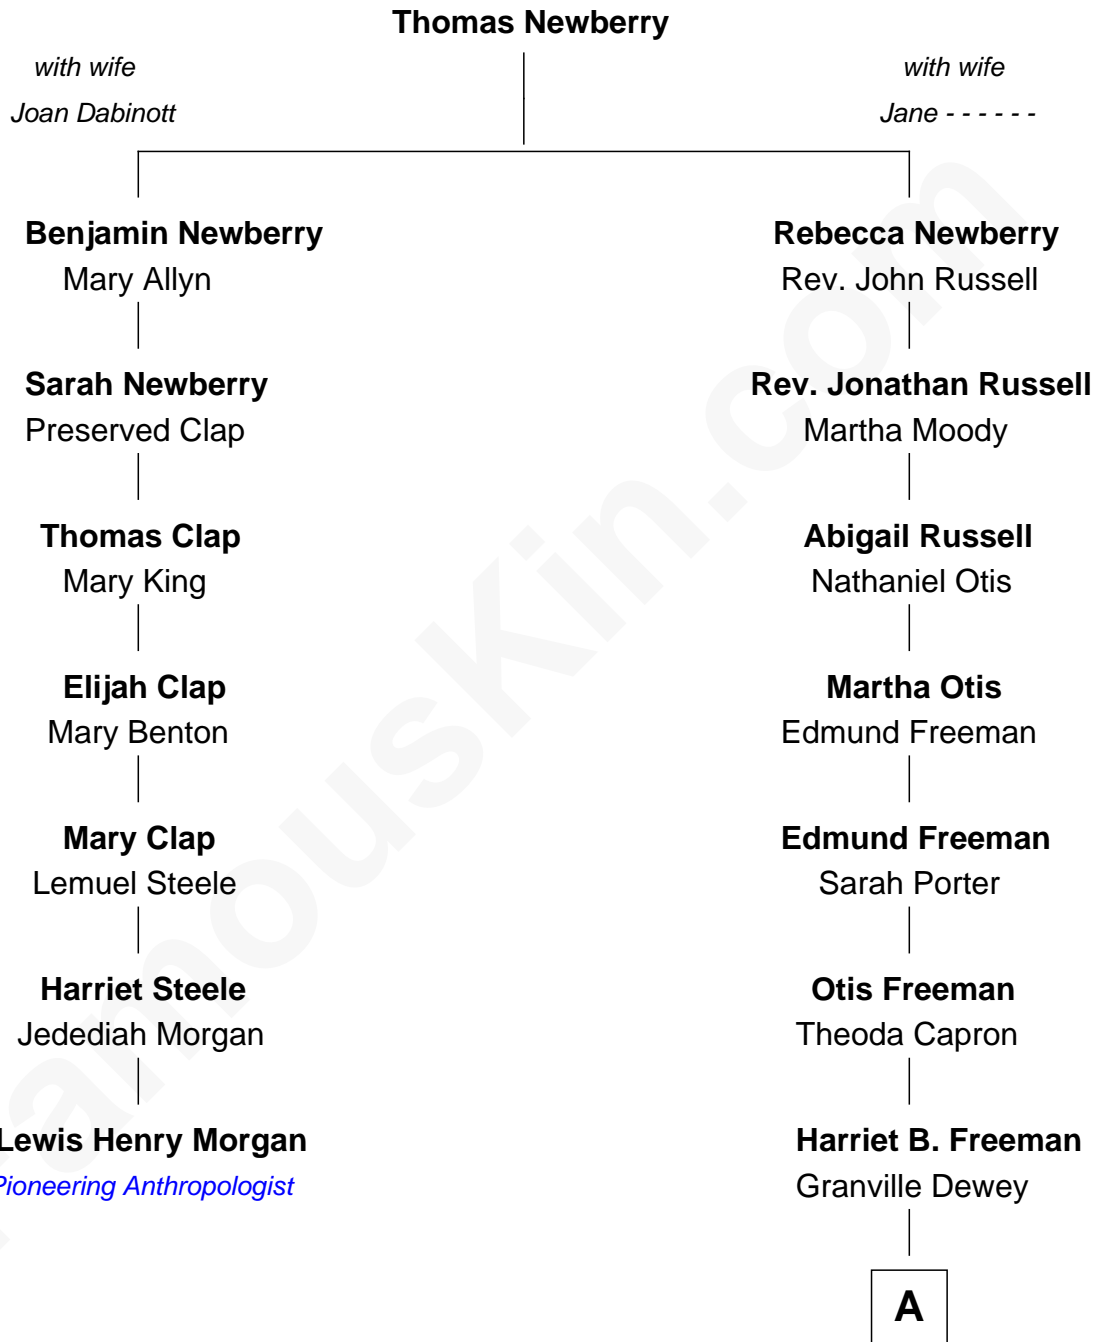 Thomas Newberry
with wife
Joan Dabinott
with wife
Jane - - - - - -
Benjamin Newberry
Mary Allyn
Rebecca Newberry
Rev. John Russell
Sarah Newberry
Preserved Clap
Rev. Jonathan Russell
Martha Moody
Thomas Clap
Mary King
Abigail Russell
Nathaniel Otis
Elijah Clap
Mary Benton
Martha Otis
Edmund Freeman
Mary Clap
Lemuel Steele
Edmund Freeman
Sarah Porter
Harriet Steele
Jedediah Morgan
Otis Freeman
Theoda Capron
Lewis Henry Morgan
Pioneering Anthropologist
Harriet B. Freeman
Granville Dewey
A
FamousKin.com